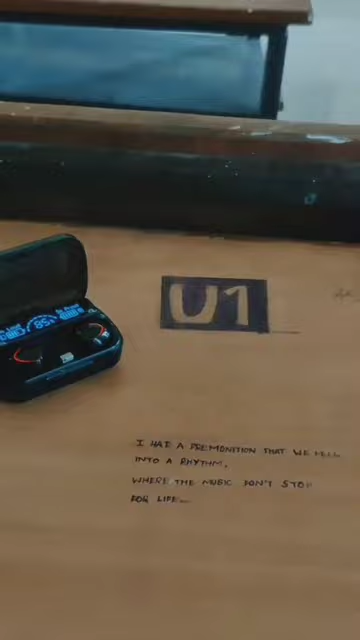 U1
I HAD A PREMONITION THAT WE FELL
INTO A RHYTHM,
WHERE THE MUSIC DON'T STOP
FOR LIFE...